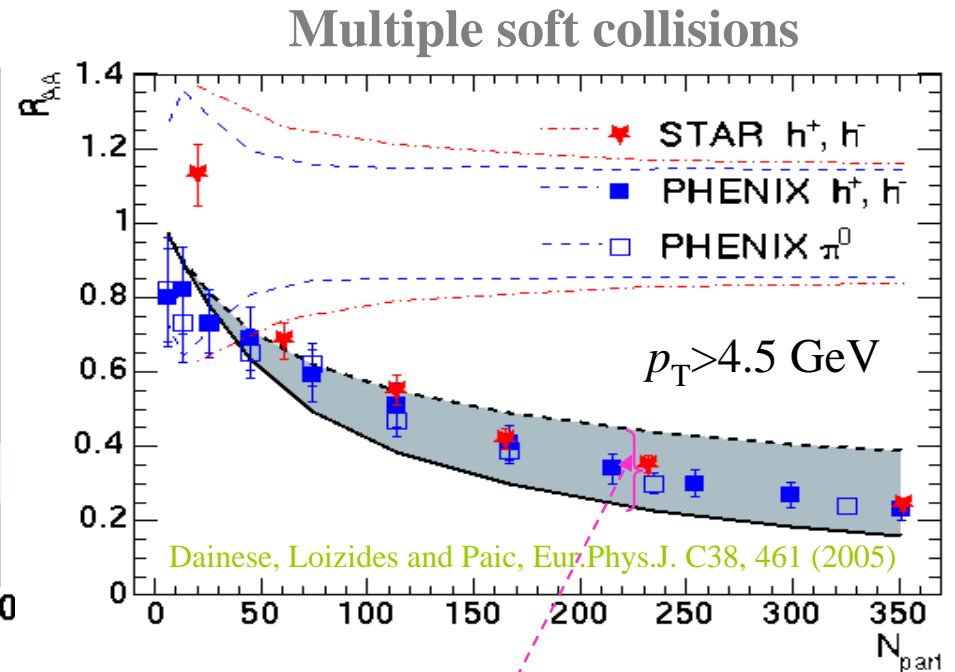 Multiple soft collisions
R_AA
1.4
1.2
1
0.8
0.6
0.4
0.2
0
STAR h⁺, h⁻
PHENIX h⁺, h⁻
PHENIX π⁰
p_T>4.5 GeV
Dainese, Loizides and Paic, Eur.Phys.J. C38, 461 (2005)
0
0 50 100 150 200 250 300 350
N_part